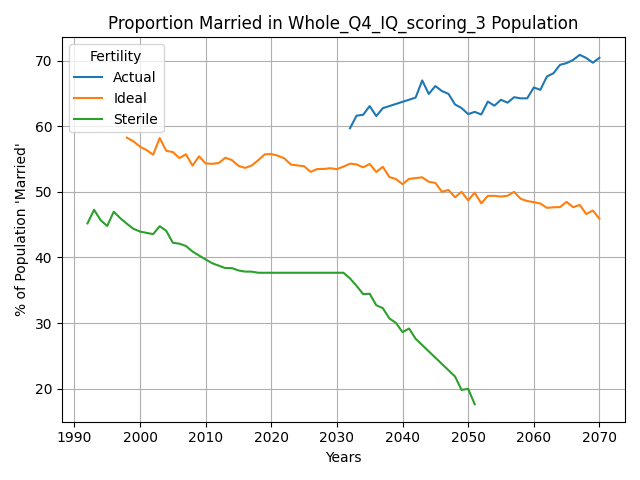 Proportion Married in Whole_Q4_IQ_scoring_3 Population
% of Population 'Married'
70
60
50
40
30
20
Fertility
Actual
Ideal
Sterile
1990 2000 2010 2020 2030 2040 2050 2060 2070
Years